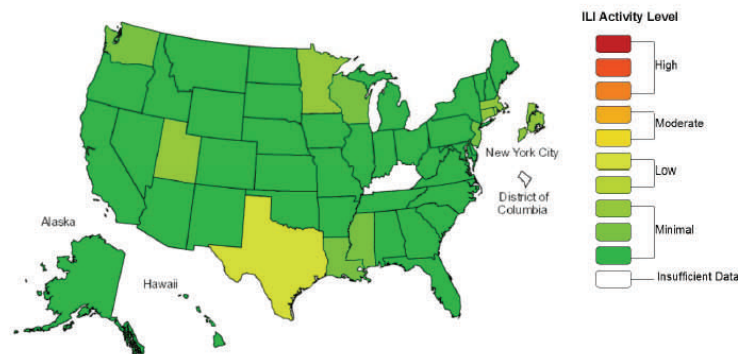 ILI Activity Level
High
Moderate
Low
Minimal
Insufficient Data
New York City
District of
Columbia
Alaska
Hawaii